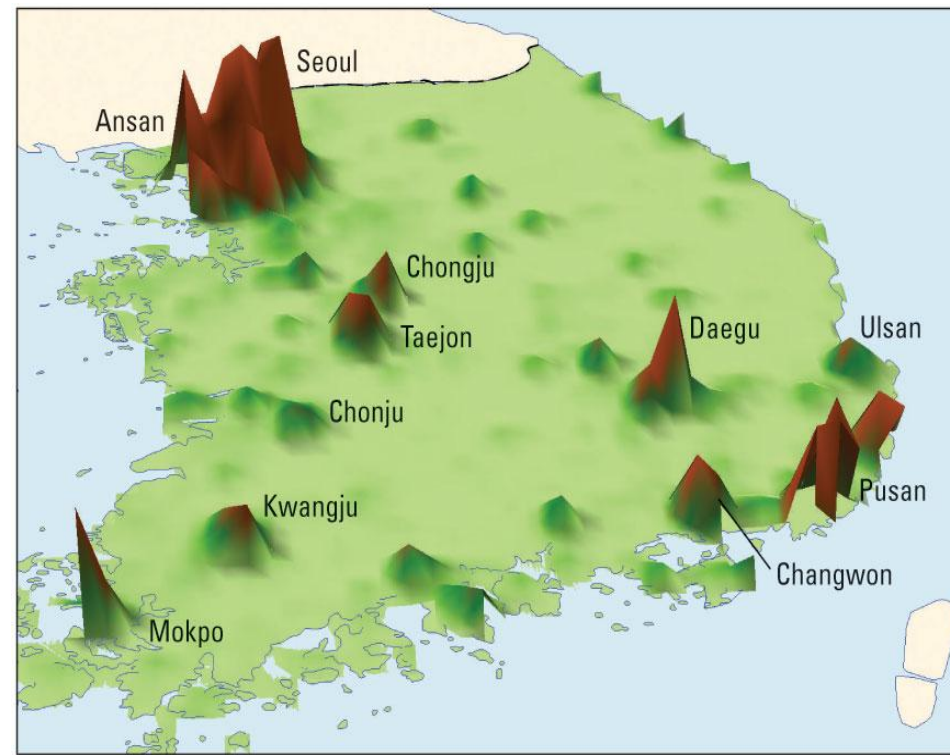 Seoul
Ansan
Chongju
Taejon
Daegu
Ulsan
Chonju
Kwangju
Pusan
Changwon
Mokpo